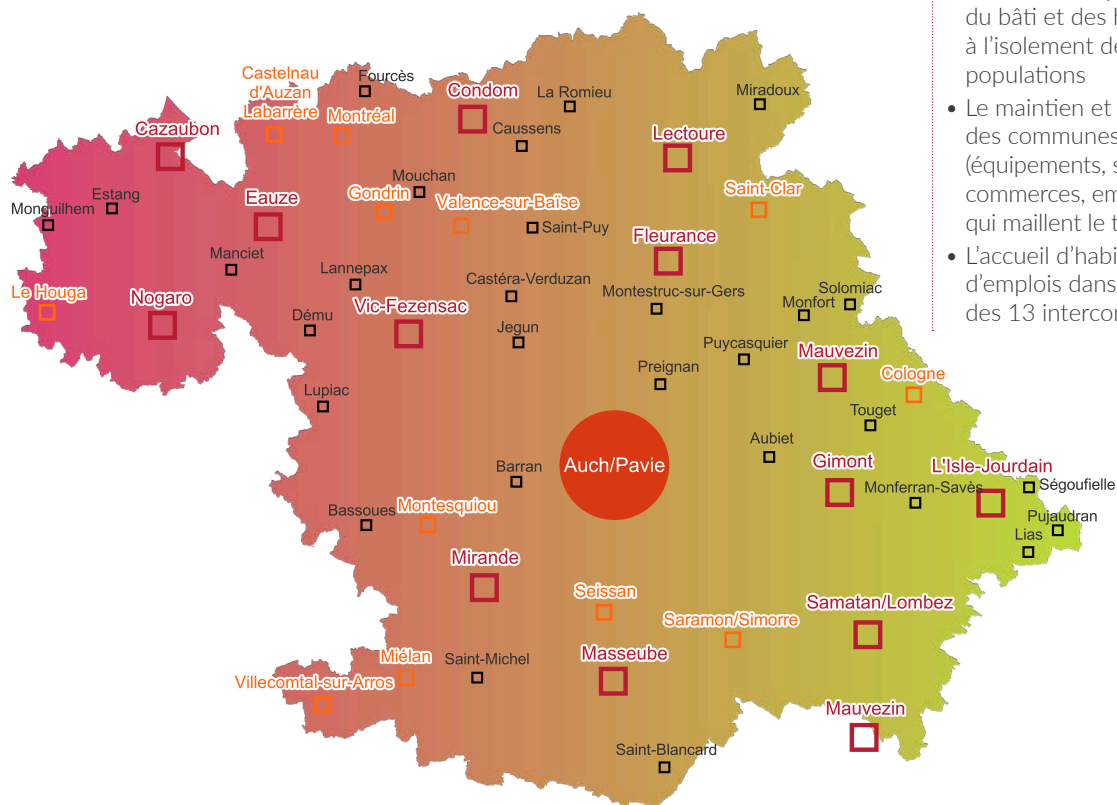 du bâti et des
à l'isolement
populations
• Le maintien et
des communes
(équipements,
commerces,
qui maillent le
• L'accueil
d'emplois dans
des 13
Castelnau
d'Auzan
Labarrère
Fourcès
Montréal
Condom
La Romieu
Miradoux
Cazaubon
Caussens
Lectoure
Estang
Monguilhem
Eauze
Mouchan
Gondrin
Valence-sur-Baïse
Saint-Puy
Saint-Clar
Manciet
Fleurance
Lannepax
Castéra-Verduzan
Le Houga
Nogaro
Vic-Fezensac
Montestruc-sur-Gers
Solomiac
Monfort
Dému
Jegun
Puycasquier
Mauvezin
Preignan
Cologne
Lupiac
Touget
Aubiet
Auch/Pavie
Barran
Gimont
L'Isle-Jourdain
Monferran-Savès
Ségoufielle
Bassoues
Montesquiou
Pujaudran
Lias
Mirande
Seissan
Samatan/Lombez
Saramon/Simorre
Masseube
Miélan
Saint-Michel
Villecomtal-sur-Arros
Mauvezin
Saint-Blancard